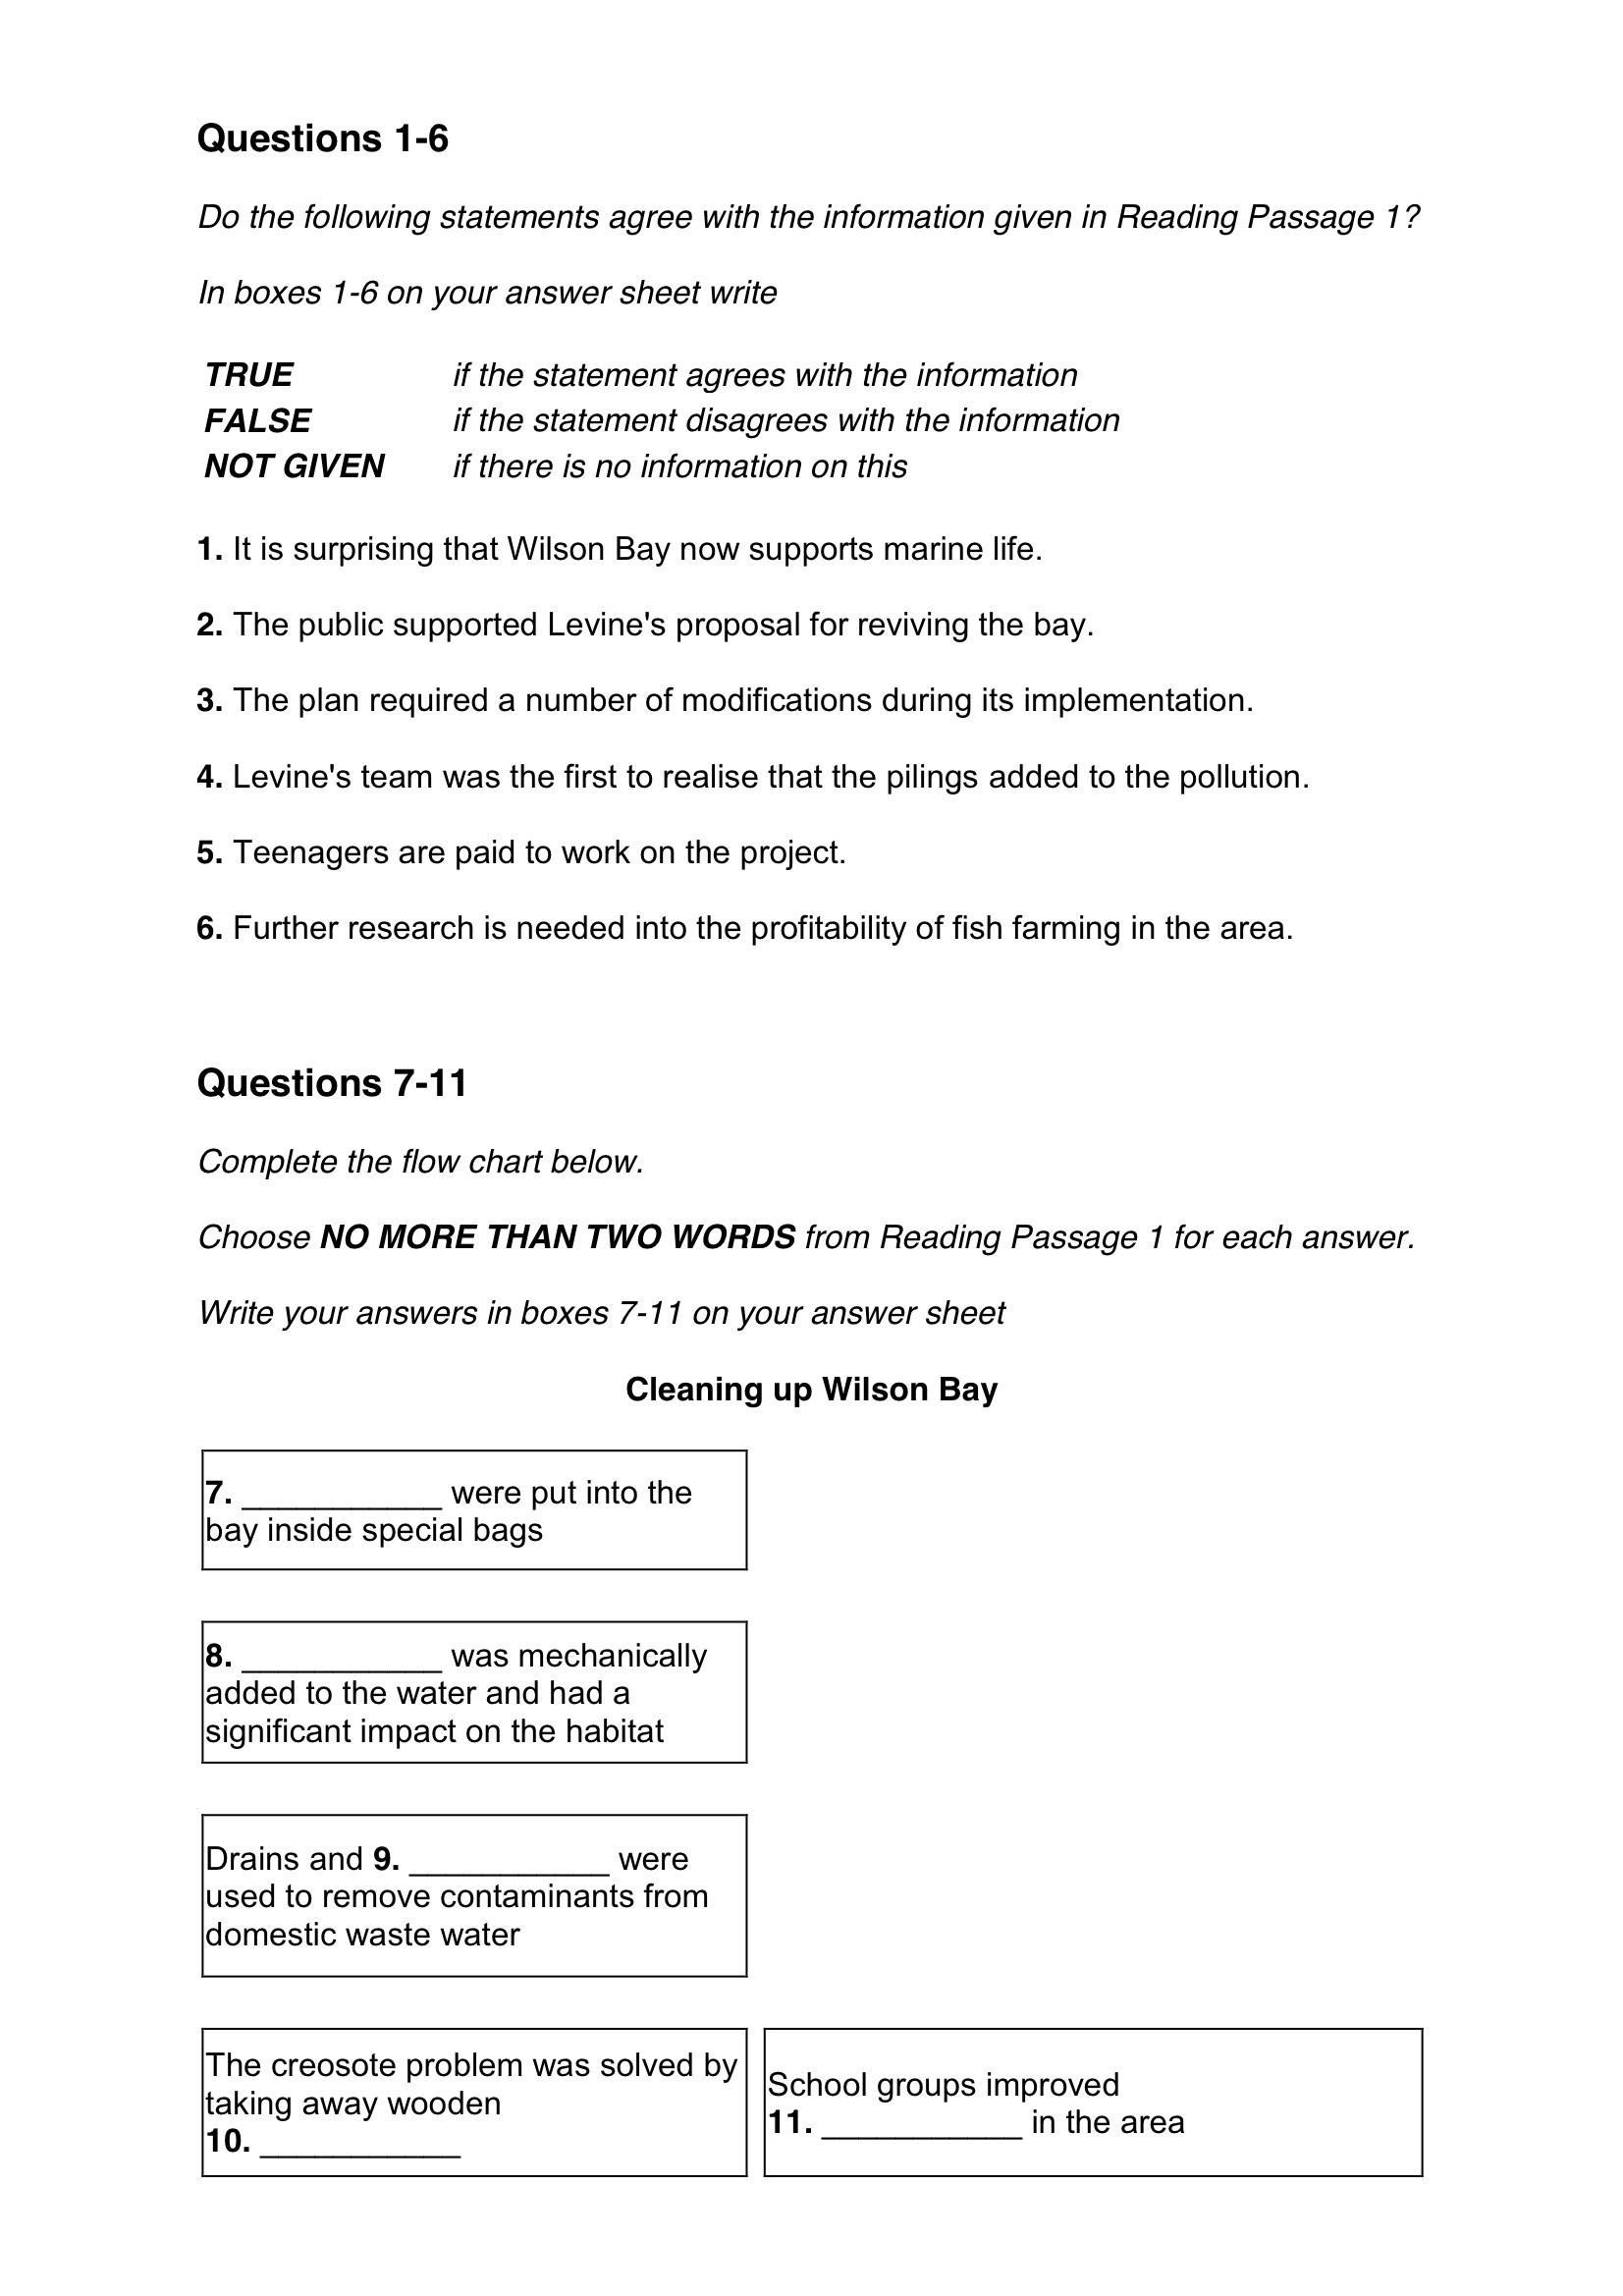 Questions 1-6
Do the following statements agree with the information given in Reading Passage 1?
In boxes 1-6 on your answer sheet write
TRUE if the statement agrees with the information
FALSE if the statement disagrees with the information
NOT GIVEN if there is no information on this
1. It is surprising that Wilson Bay now supports marine life.
2. The public supported Levine's proposal for reviving the bay.
3. The plan required a number of modifications during its implementation.
4. Levine's team was the first to realise that the pilings added to the pollution.
5. Teenagers are paid to work on the project.
6. Further research is needed into the profitability of fish farming in the area.
Questions 7-11
Complete the flow chart below.
Choose NO MORE THAN TWO WORDS from Reading Passage 1 for each answer.
Write your answers in boxes 7-11 on your answer sheet
Cleaning up Wilson Bay
7. ___________ were put into the
bay inside special bags
8. ___________ was mechanically
added to the water and had a
significant impact on the habitat
Drains and 9. ___________ were
used to remove contaminants from
domestic waste water
The creosote problem was solved by
taking away wooden
10. ___________
School groups improved
11. ___________ in the area